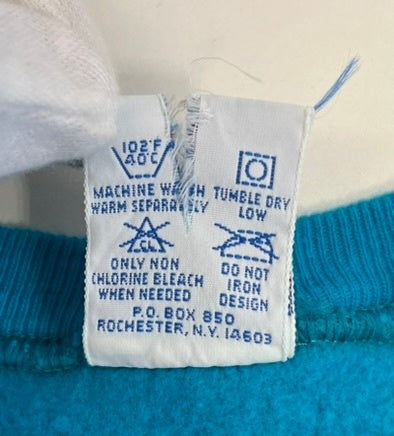 102°F
40°C
MACHINE WASH
WARM SEPARATELY
TUMBLE DRY
LOW
CL
ONLY NON
CHLORINE BLEACH
WHEN NEEDED
DO NOT
IRON
DESIGN
P.O. BOX 850
ROCHESTER, N.Y. 14603